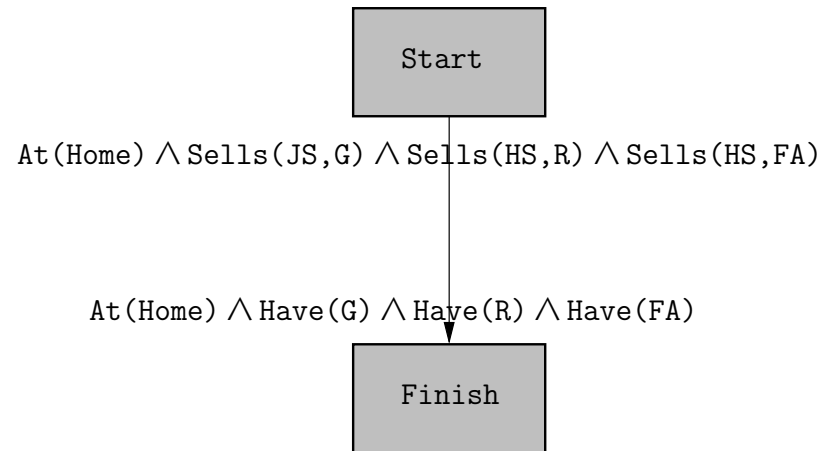 Start
At(Home) ∧ Sells(JS,G) ∧ Sells(HS,R) ∧ Sells(HS,FA)
At(Home) ∧ Have(G) ∧ Have(R) ∧ Have(FA)
Finish